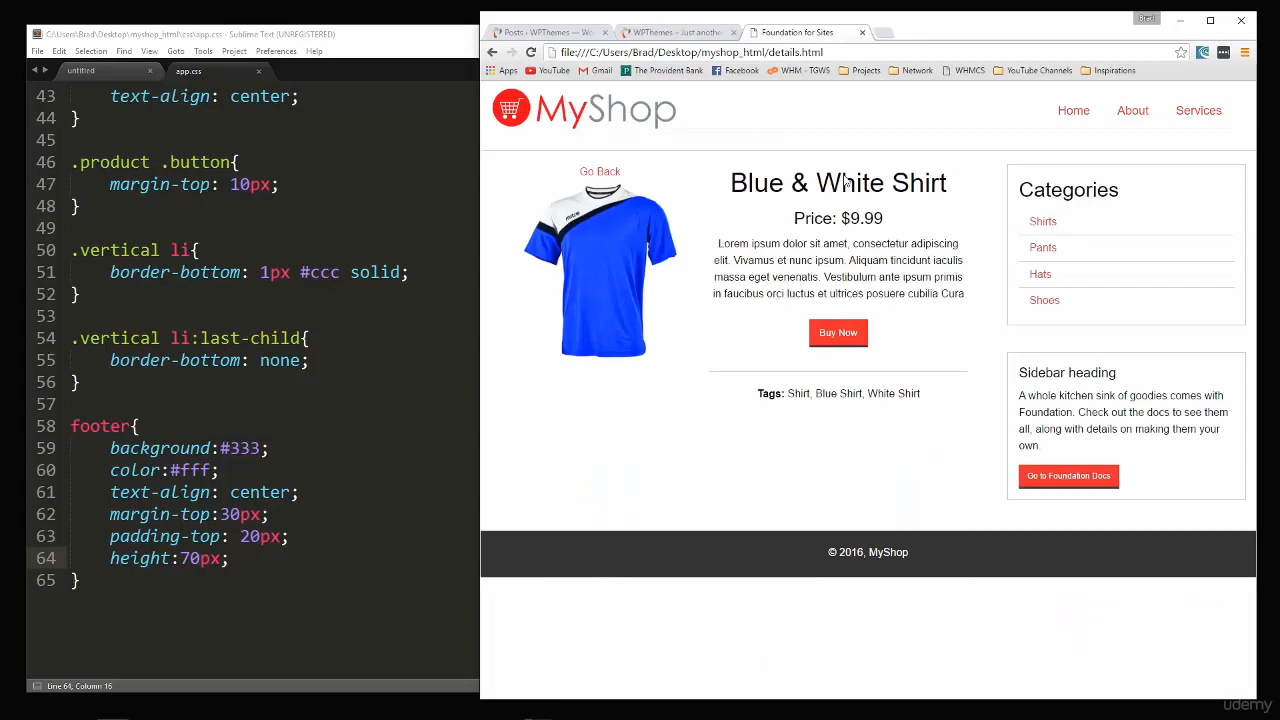 C:\Users\Brad\Desktop\myshop_html\css\app.css - Sublime Text (UNREGISTERED)
File Edit Selection Find View Goto Tools Project Preferences Help
untitled
app.css
43 text-align: center;
44 }
45
46 .product .button{
47 margin-top: 10px;
48 }
49
50 .vertical li{
51 border-bottom: 1px #ccc solid;
52 }
53
54 .vertical li:last-child{
55 border-bottom: none;
56 }
57
58 footer{
59 background:#333;
60 color:#fff;
61 text-align: center;
62 margin-top:30px;
63 padding-top: 20px;
64 height:70px;
65 }
Line 64, Column 16
Brad
Posts ‹ WPThemes — Wo
WPThemes – Just anothe
Foundation for Sites
file:///C:/Users/Brad/Desktop/myshop_html/details.html
Apps YouTube Gmail The Provident Bank Facebook WHM - TGWS Projects Network WHMCS YouTube Channels Inspirations
MyShop
Home About Services
Go Back
mitre
Blue & White Shirt
Price: $9.99
Lorem ipsum dolor sit amet, consectetur adipiscing
elit. Vivamus et nunc ipsum. Aliquam tincidunt iaculis
massa eget venenatis. Vestibulum ante ipsum primis
in faucibus orci luctus et ultrices posuere cubilia Cura
Buy Now
Tags: Shirt, Blue Shirt, White Shirt
Categories
Shirts
Pants
Hats
Shoes
Sidebar heading
A whole kitchen sink of goodies comes with
Foundation. Check out the docs to see them
all, along with details on making them your
own.
Go to Foundation Docs
© 2016, MyShop
udemy